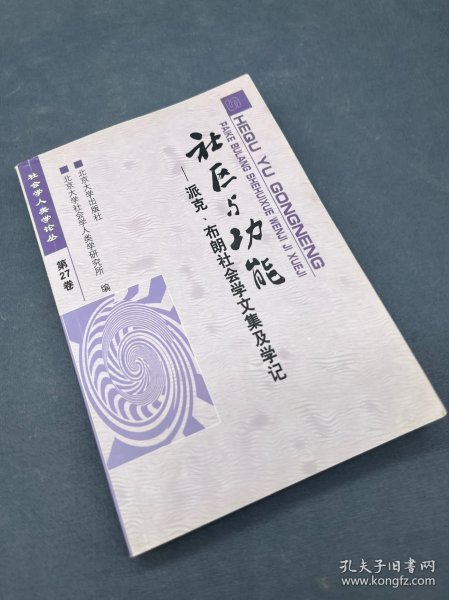 SHEQU YU GONGNENG
PAKE BULANG SHEHUIXUE WENJI JI XUEJI
社区与功能
——派克、布朗社会学文集及学记
北京大学出版社
北京大学社会学人类学研究所 编
社会学人类学论丛
第27卷
孔夫子旧书网
www.kongfz.com